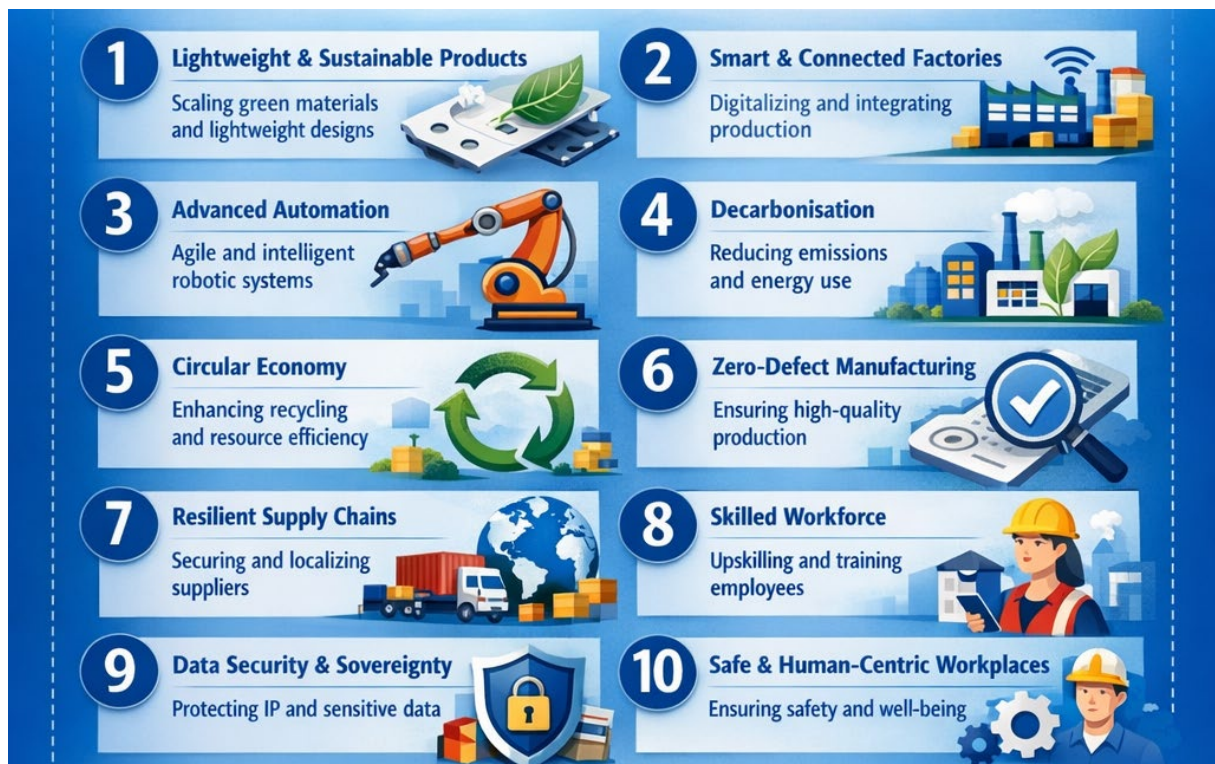 1
Lightweight & Sustainable Products
Scaling green materials
and lightweight designs
2
Smart & Connected Factories
Digitalizing and integrating
production
3
Advanced Automation
Agile and intelligent
robotic systems
4
Decarbonisation
Reducing emissions
and energy use
5
Circular Economy
Enhancing recycling
and resource efficiency
6
Zero-Defect Manufacturing
Ensuring high-quality
production
7
Resilient Supply Chains
Securing and localizing
suppliers
8
Skilled Workforce
Upskilling and training
employees
9
Data Security & Sovereignty
Protecting IP and sensitive data
10
Safe & Human-Centric Workplaces
Ensuring safety and well-being